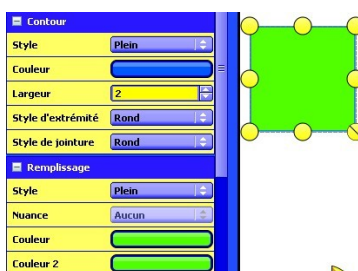 Contour
Style Plein
Couleur
Largeur 2
Style d'extrémité Rond
Style de jointure Rond
Remplissage
Style Plein
Nuance Aucun
Couleur
Couleur 2